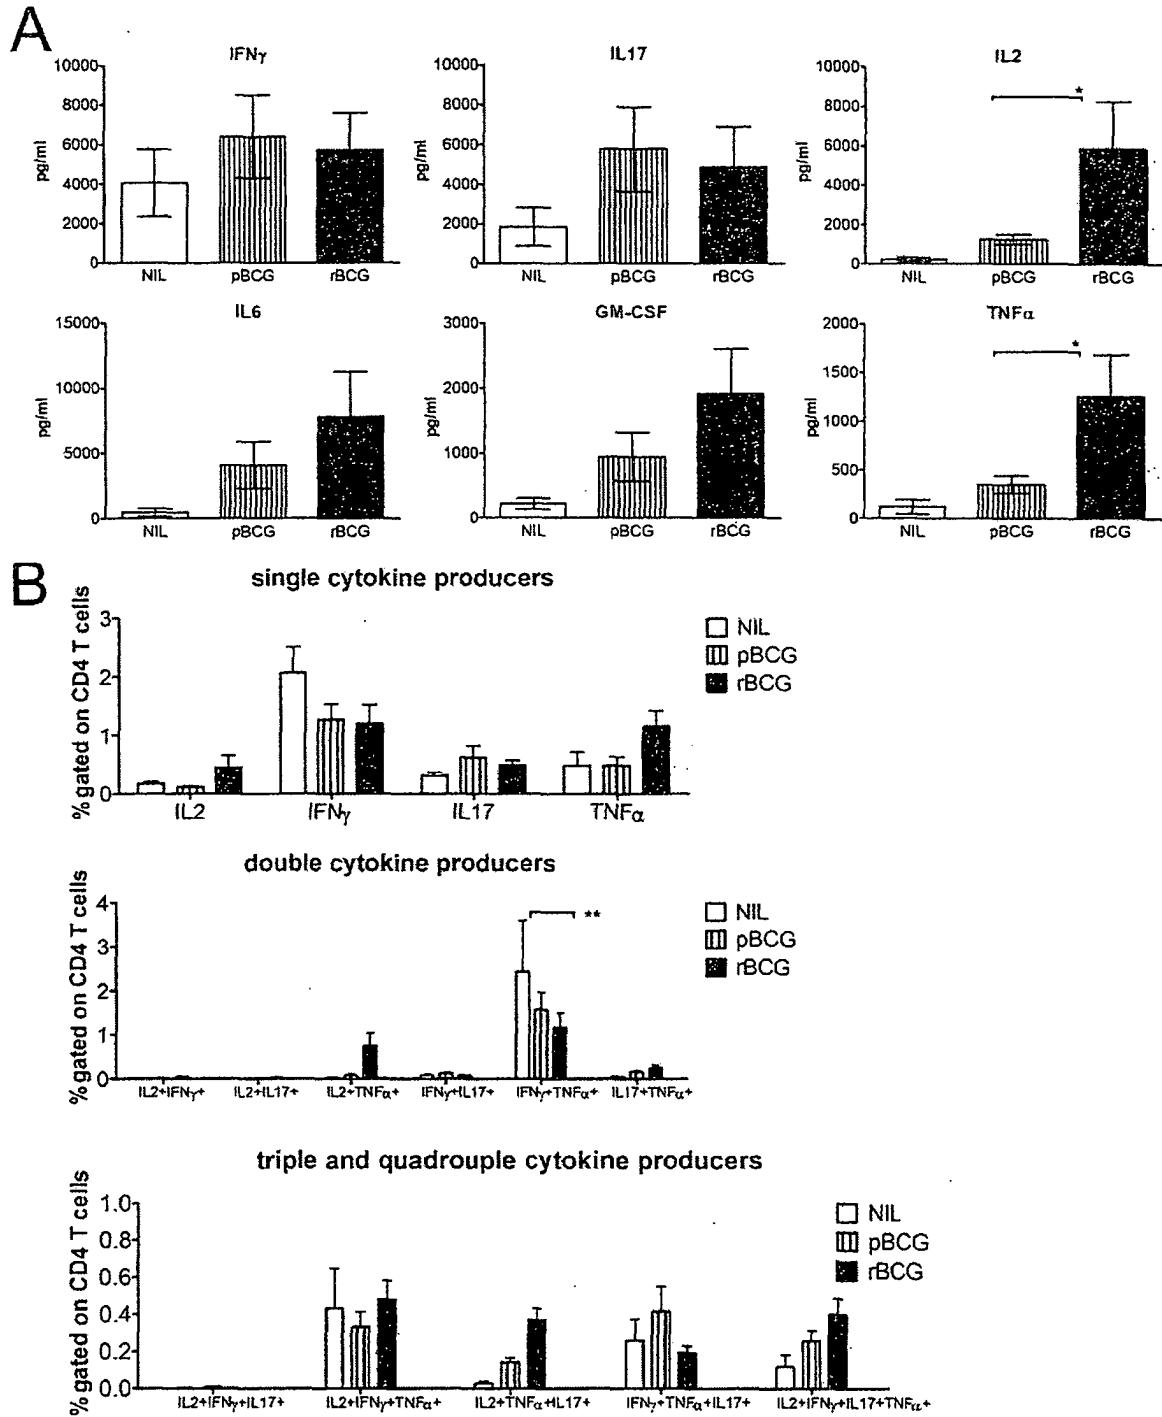 A
IFNγ
IL17
IL2
10000
8000
6000
4000
2000
0
pg/ml
NIL
pBCG
rBCG
10000
8000
6000
4000
2000
0
pg/ml
NIL
pBCG
rBCG
10000
8000
6000
4000
2000
0
pg/ml
*
NIL
pBCG
rBCG
IL6
GM-CSF
TNFα
15000
10000
5000
0
pg/ml
NIL
pBCG
rBCG
3000
2000
1000
0
pg/ml
NIL
pBCG
rBCG
2000
1500
1000
500
0
pg/ml
*
NIL
pBCG
rBCG
B
single cytokine producers
% gated on CD4 T cells
3
2
1
0
IL2
IFNγ
IL17
TNFα
NIL
pBCG
rBCG
double cytokine producers
% gated on CD4 T cells
4
3
2
1
0
**
IL2+IFNγ+
IL2+IL17+
IL2+TNFα+
IFNγ+IL17+
IFNγ+TNFα+
IL17+TNFα+
NIL
pBCG
rBCG
triple and quadrouple cytokine producers
% gated on CD4 T cells
1.0
0.8
0.6
0.4
0.2
0.0
IL2+IFNγ+IL17+
IL2+IFNγ+TNFα+
IL2+TNFα+IL17+
IFNγ+TNFα+IL17+
IL2+IFNγ+IL17+TNFα+
NIL
pBCG
rBCG